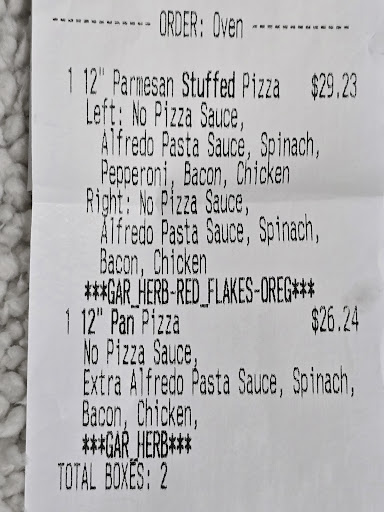 ------------ ORDER: Oven ------------
1 12" Parmesan Stuffed Pizza $29.23
Left: No Pizza Sauce,
Alfredo Pasta Sauce, Spinach,
Pepperoni, Bacon, Chicken
Right: No Pizza Sauce,
Alfredo Pasta Sauce, Spinach,
Bacon, Chicken
***GAR_HERB-RED_FLAKES-OREG***
1 12" Pan Pizza $26.24
No Pizza Sauce,
Extra Alfredo Pasta Sauce, Spinach,
Bacon, Chicken,
***GAR_HERB***
TOTAL BOXES: 2